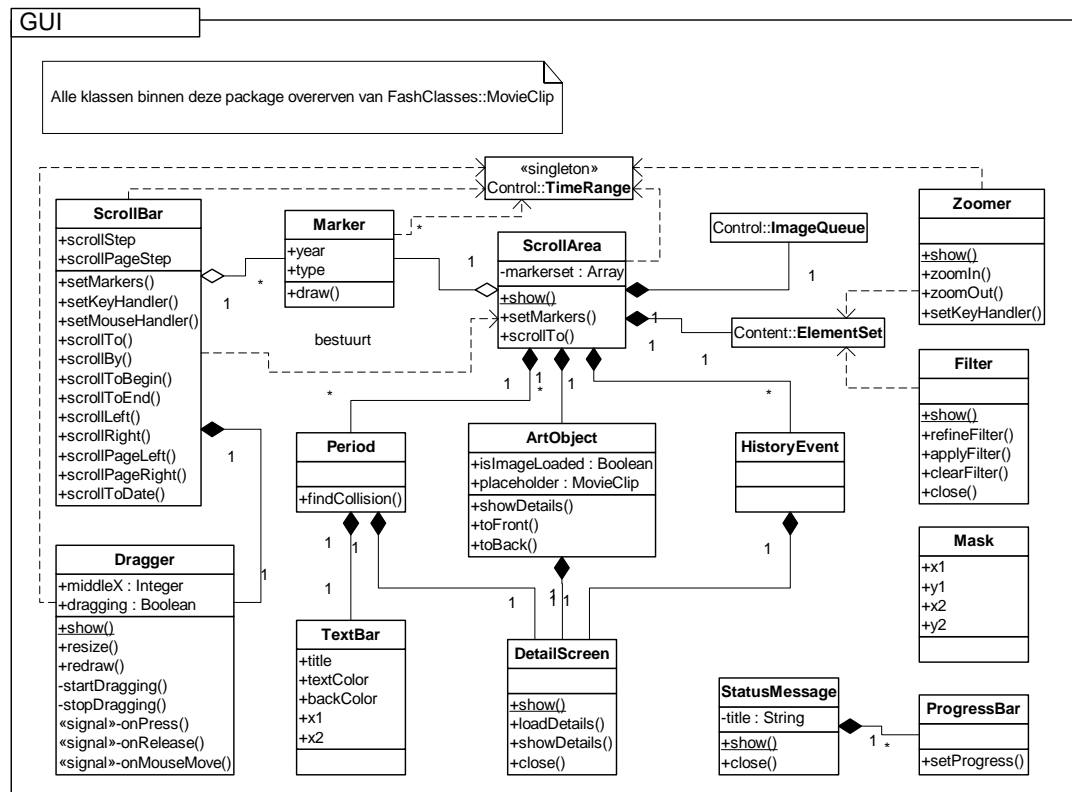 GUI
Alle klassen binnen deze package overerven van FashClasses::MovieClip
«singleton»
Control::TimeRange
ScrollBar
+scrollStep
+scrollPageStep
+setMarkers()
+setKeyHandler()
+setMouseHandler()
+scrollTo()
+scrollBy()
+scrollToBegin()
+scrollToEnd()
+scrollLeft()
+scrollRight()
+scrollPageLeft()
+scrollPageRight()
+scrollToDate()
1
*
Marker
+year
+type
+draw()
*
1
ScrollArea
-markerset : Array
+show()
+setMarkers()
+scrollTo()
bestuurt
Control::ImageQueue
1
1
Content::ElementSet
1
1
Zoomer
+show()
+zoomIn()
+zoomOut()
+setKeyHandler()
Filter
+show()
+refineFilter()
+applyFilter()
+clearFilter()
+close()
1
1
1
*
*
*
Period
+findCollision()
ArtObject
+isImageLoaded : Boolean
+placeholder : MovieClip
+showDetails()
+toFront()
+toBack()
HistoryEvent
Mask
+x1
+y1
+x2
+y2
1
1
1
1
1
1
1
1
1
1
Dragger
+middleX : Integer
+dragging : Boolean
+show()
+resize()
+redraw()
-startDragging()
-stopDragging()
«signal»-onPress()
«signal»-onRelease()
«signal»-onMouseMove()
TextBar
+title
+textColor
+backColor
+x1
+x2
DetailScreen
+show()
+loadDetails()
+showDetails()
+close()
StatusMessage
-title : String
+show()
+close()
1
*
ProgressBar
+setProgress()